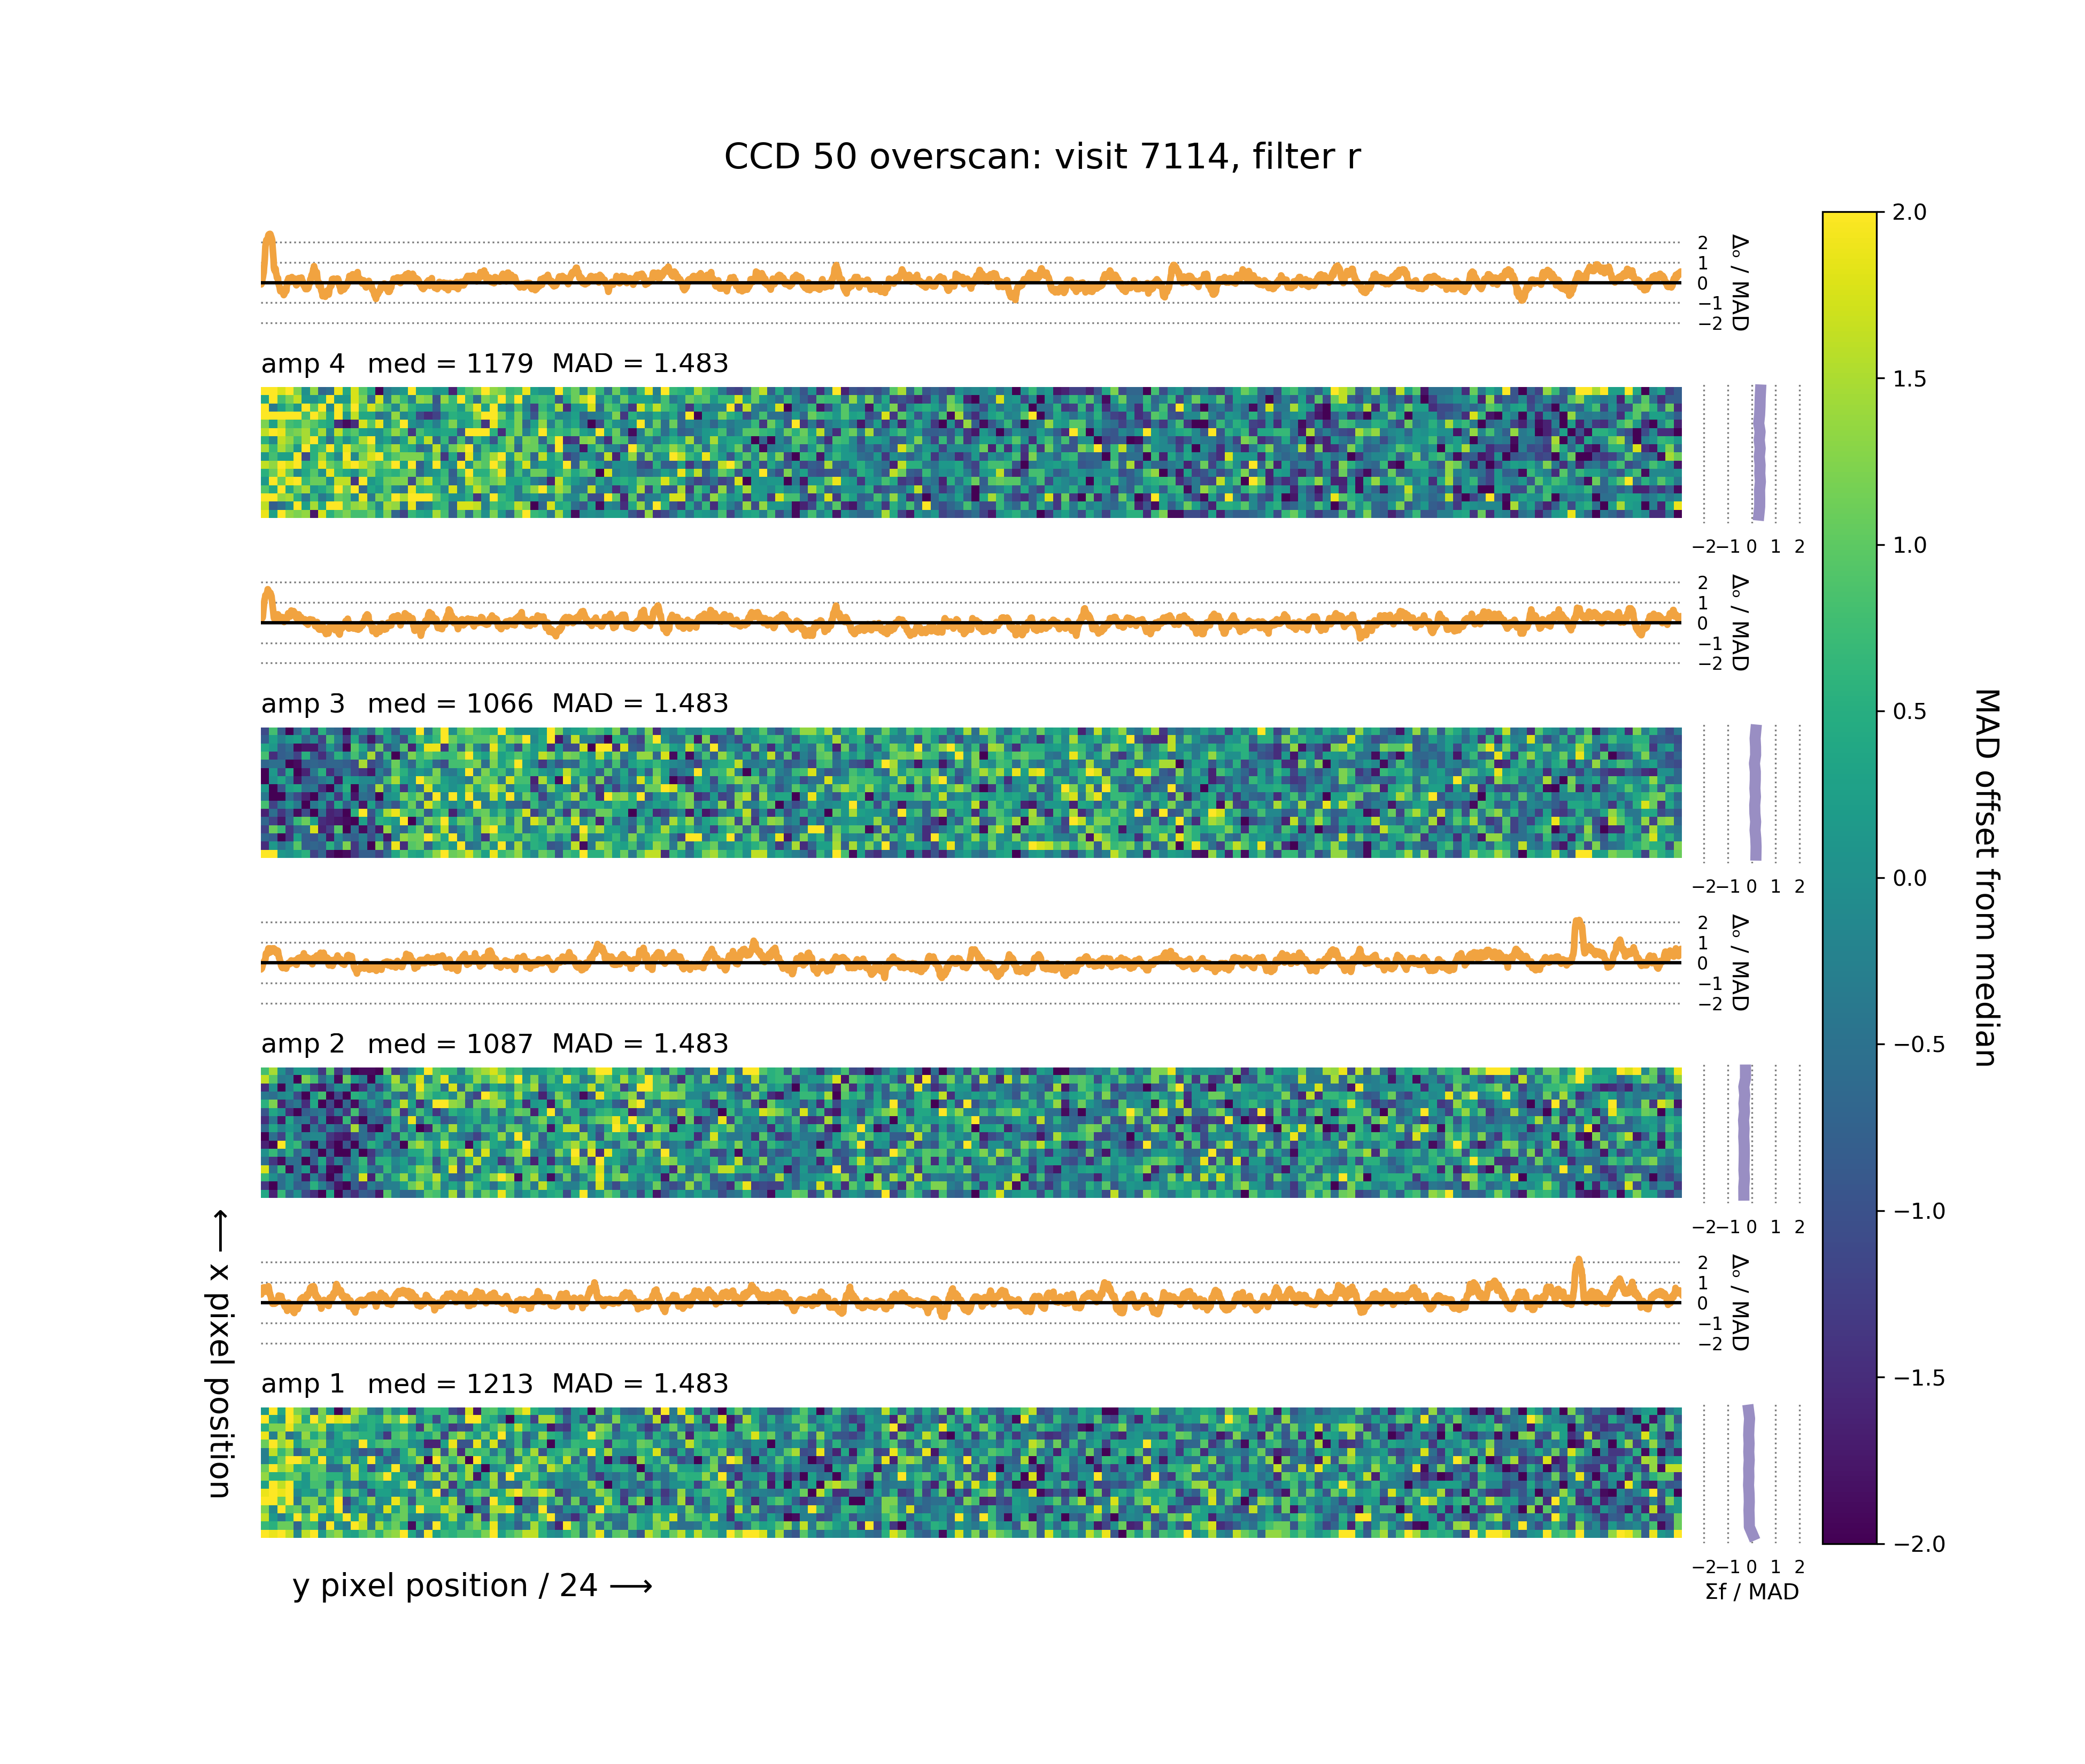 CCD 50 overscan: visit 7114, filter r
2
1
0
−1
−2
Δₒ / MAD
amp 4 med = 1179 MAD = 1.483
−2 −1 0 1 2
2
1
0
−1
−2
Δₒ / MAD
amp 3 med = 1066 MAD = 1.483
−2 −1 0 1 2
2
1
0
−1
−2
Δₒ / MAD
amp 2 med = 1087 MAD = 1.483
−2 −1 0 1 2
2
1
0
−1
−2
Δₒ / MAD
amp 1 med = 1213 MAD = 1.483
−2 −1 0 1 2
Σf / MAD
y pixel position / 24 ⟶
⟵ x pixel position
2.0
1.5
1.0
0.5
0.0
−0.5
−1.0
−1.5
−2.0
MAD offset from median